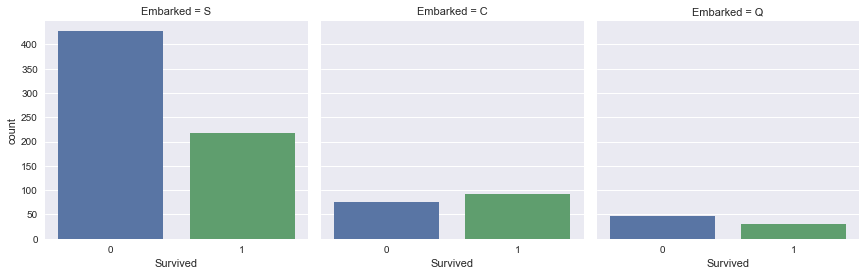 Embarked = S
Embarked = C
Embarked = Q
count
400
350
300
250
200
150
100
50
0
0 1
0 1
0 1
Survived
Survived
Survived